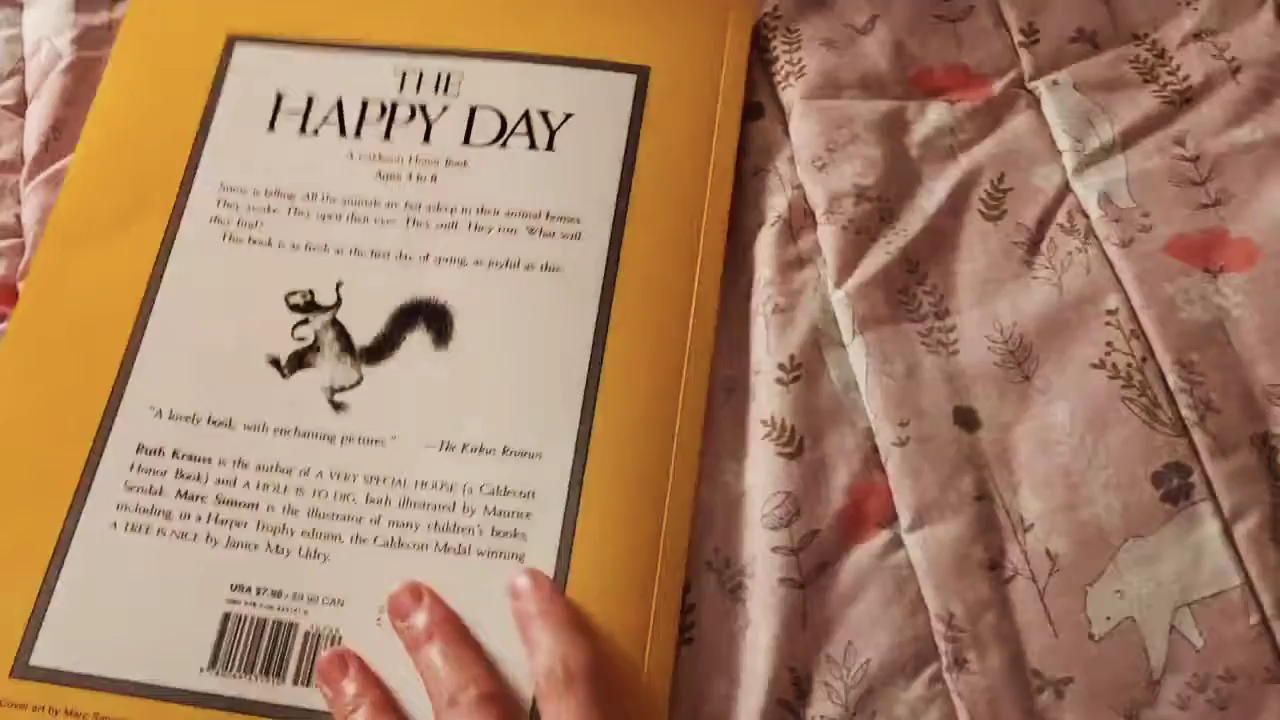 THE
HAPPY DAY
A Caldecott Honor Book
Ages 4 to 8
Snow is falling. All the animals are fast asleep in their animal houses.
They awake. They open their eyes. They sniff. They run. What will
they find?
This book is as fresh as the first day of spring, as joyful as this
"A lovely book, with enchanting pictures."
—The Kirkus Reviews
Ruth Krauss is the author of A VERY SPECIAL HOUSE (a Caldecott
Honor Book) and A HOLE IS TO DIG, both illustrated by Maurice
Sendak. Marc Simont is the illustrator of many children's books,
including, in a Harper Trophy edition, the Caldecott Medal winning
A TREE IS NICE by Janice May Udry.
USA $7.99 / $9.99 CAN
Cover art by Marc